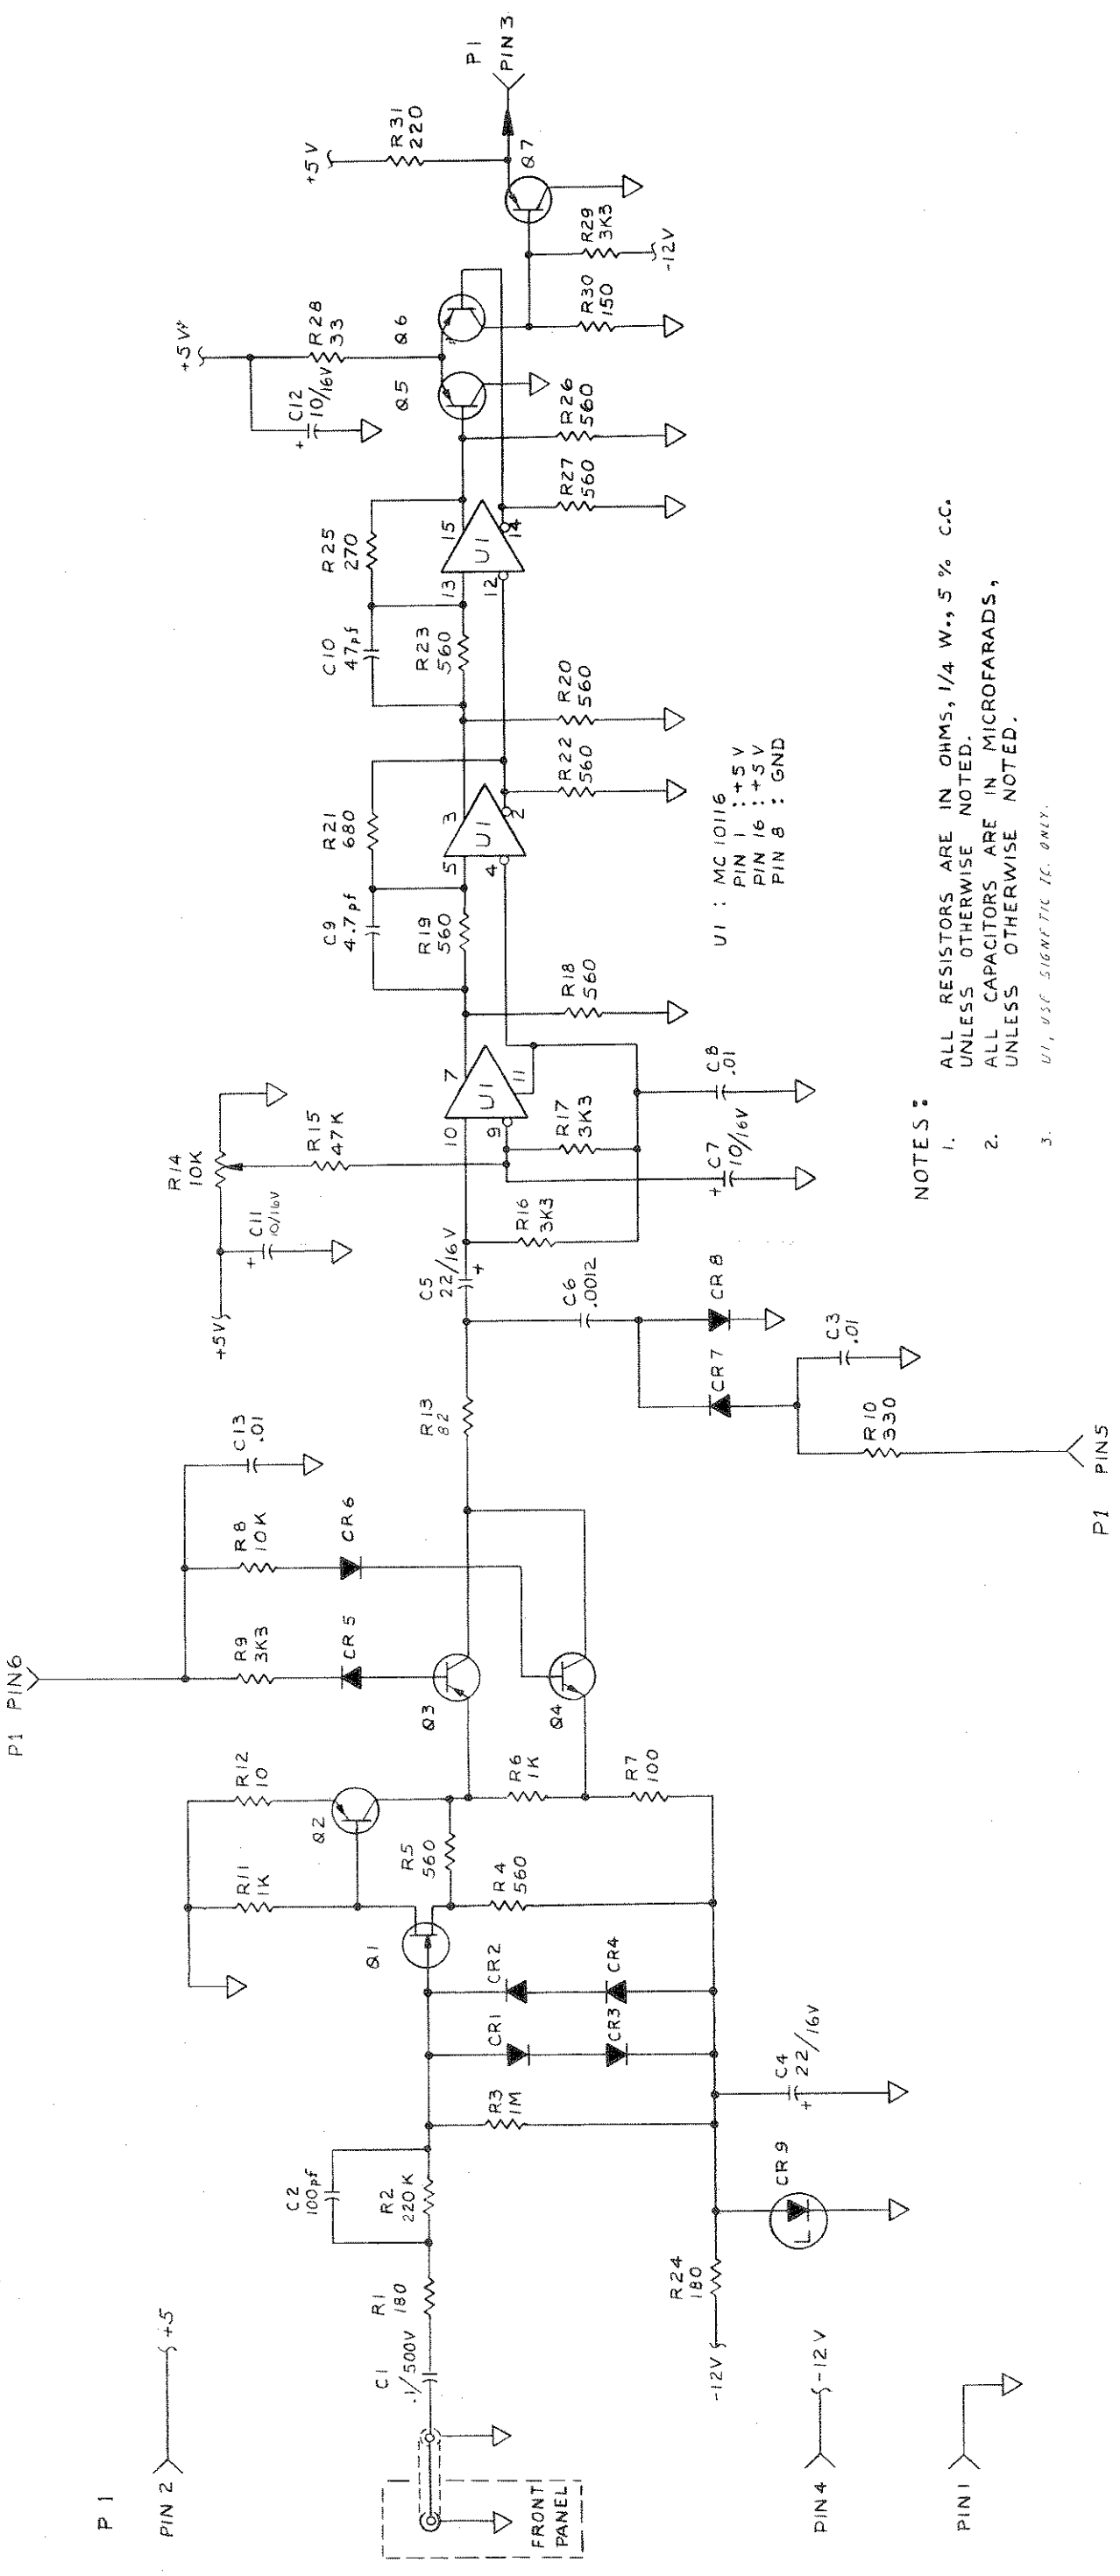 P1
PIN 2
+5
FRONT
PANEL
PIN4
-12V
PIN1
C1
.1/500V
R1
180
C2
100pf
R2
220K
R3
1M
CR1
CR2
CR3
CR4
-12V
R24
180
CR9
L
C4
22/16V
+
Q1
R11
1K
R12
10
Q2
R5
560
R4
560
R6
1K
R7
100
P1 PIN6
R9
3K3
CR5
R8
10K
CR6
C13
.01
Q3
Q4
R13
82
P1 PIN5
R10
330
C3
.01
CR7
CR8
C6
.0012
C5
22/16V
+
+5V
C11
10/16V
+
R14
10K
R15
47K
R16
3K3
R17
3K3
C7
10/16V
+
C8
.01
10
9
U1
7
11
R18
560
C9
4.7pf
R19
560
R21
680
5
4
U1
3
2
R22
560
R20
560
C10
47pf
R23
560
R25
270
13
12
U1
15
14
R27
560
R26
560
+5V
C12
10/16V
+
R28
33
Q5
Q6
R30
150
R29
3K3
-12V
Q7
+5V
R31
220
P1
PIN3
U1 : MC10116
PIN 1 : +5V
PIN 16 : +5V
PIN 8 : GND
NOTES:
1. ALL RESISTORS ARE IN OHMS, 1/4 W., 5 % C.C.
UNLESS OTHERWISE NOTED.
2. ALL CAPACITORS ARE IN MICROFARADS,
UNLESS OTHERWISE NOTED.
3. U1, USE SIGNETIC IC. ONLY.